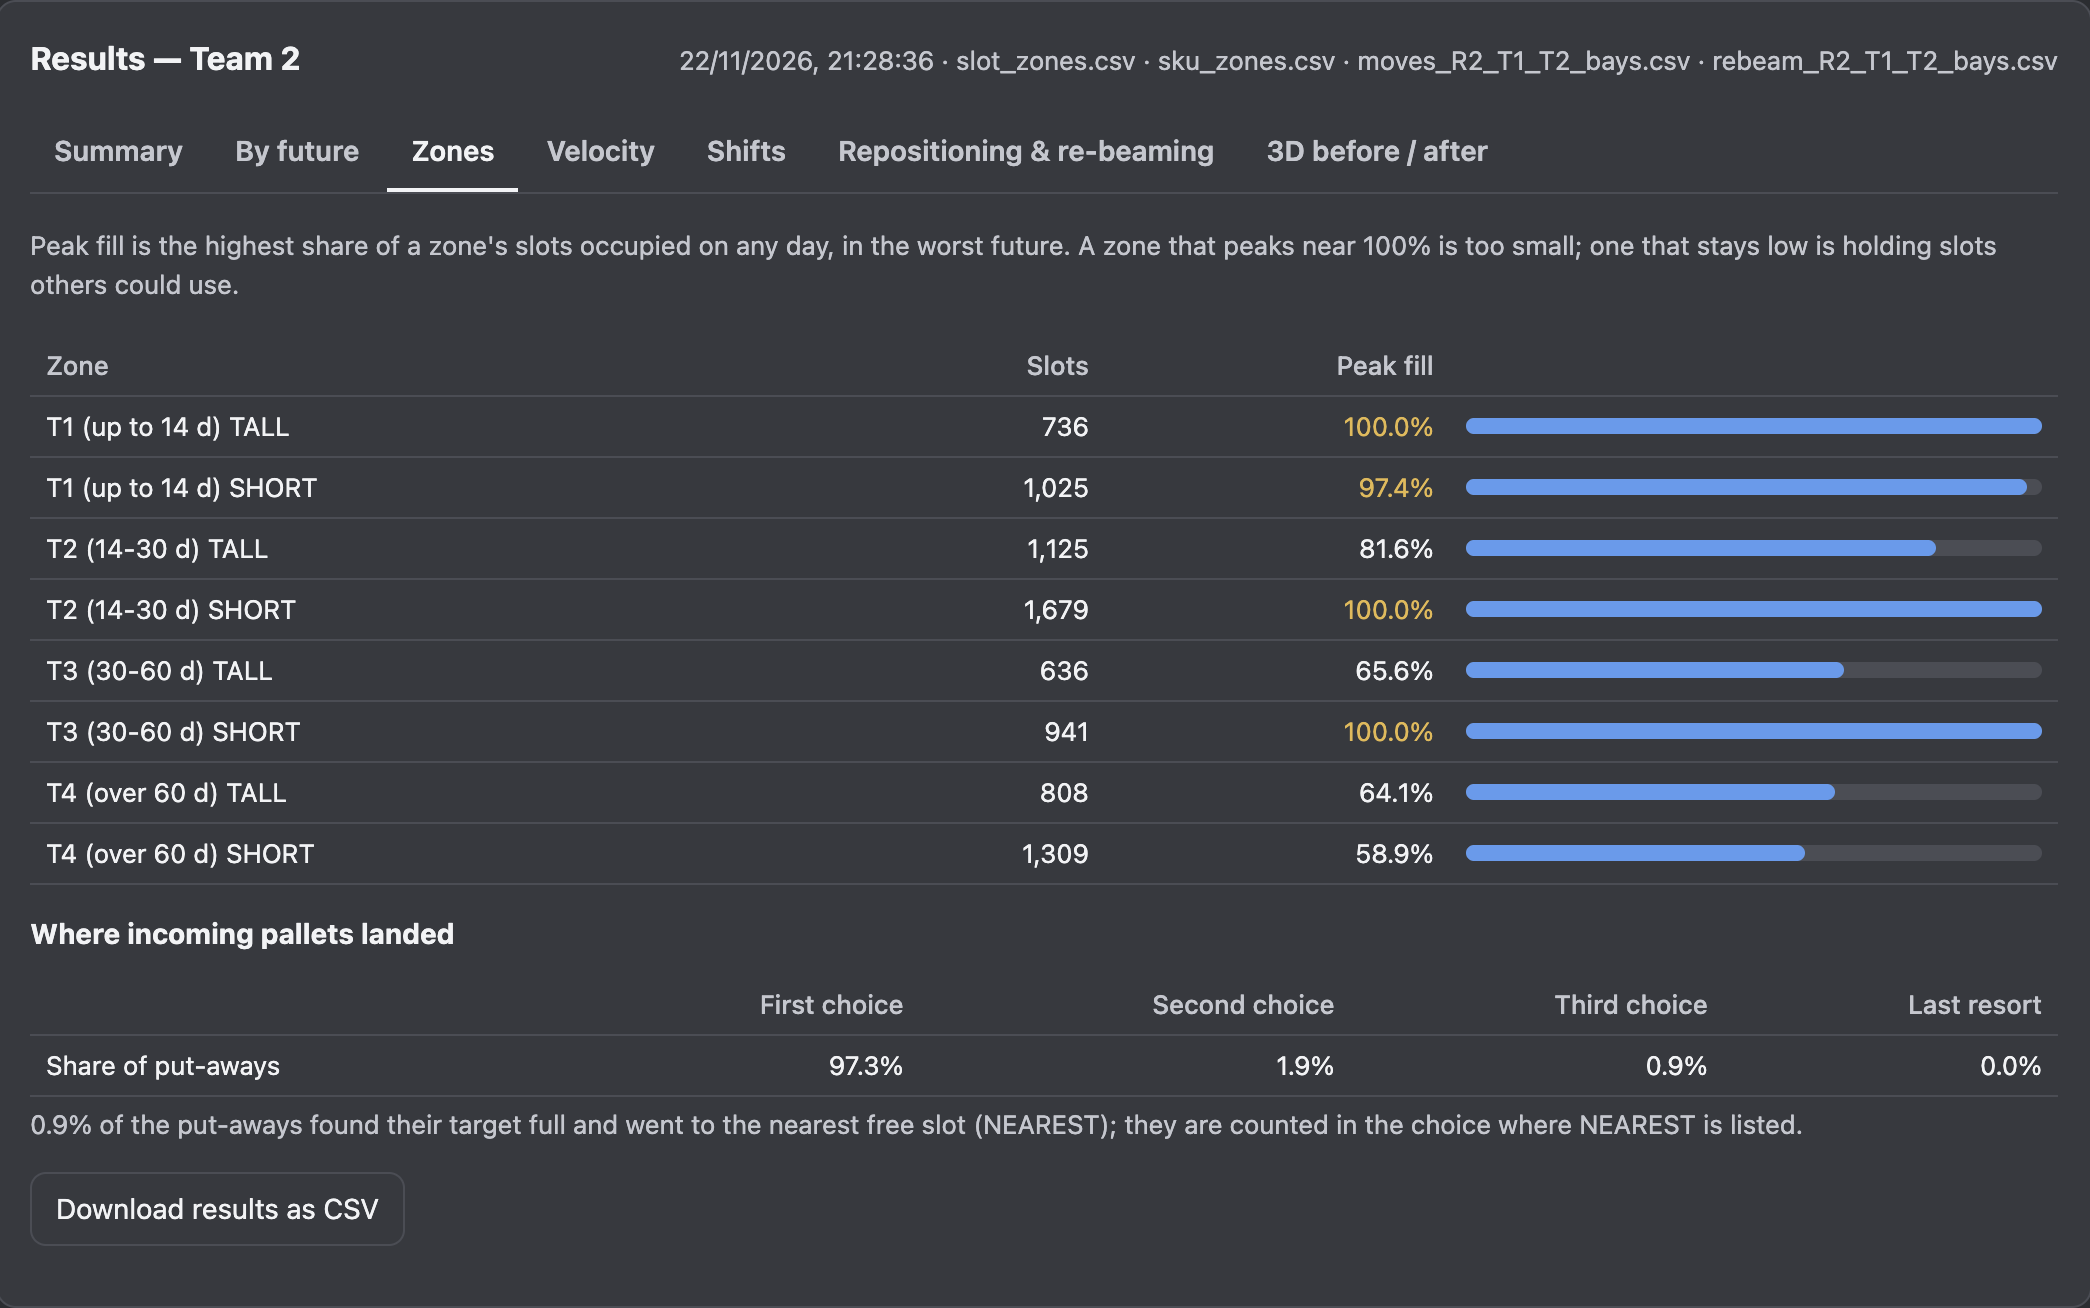 Results — Team 2
22/11/2026, 21:28:36 · slot_zones.csv · sku_zones.csv · moves_R2_T1_T2_bays.csv · rebeam_R2_T1_T2_bays.csv
Summary By future Zones Velocity Shifts Repositioning & re-beaming 3D before / after
Peak fill is the highest share of a zone's slots occupied on any day, in the worst future. A zone that peaks near 100% is too small; one that stays low is holding slots
others could use.
Zone Slots Peak fill
T1 (up to 14 d) TALL 736 100.0%
T1 (up to 14 d) SHORT 1,025 97.4%
T2 (14-30 d) TALL 1,125 81.6%
T2 (14-30 d) SHORT 1,679 100.0%
T3 (30-60 d) TALL 636 65.6%
T3 (30-60 d) SHORT 941 100.0%
T4 (over 60 d) TALL 808 64.1%
T4 (over 60 d) SHORT 1,309 58.9%
Where incoming pallets landed
First choice Second choice Third choice Last resort
Share of put-aways 97.3% 1.9% 0.9% 0.0%
0.9% of the put-aways found their target full and went to the nearest free slot (NEAREST); they are counted in the choice where NEAREST is listed.
Download results as CSV